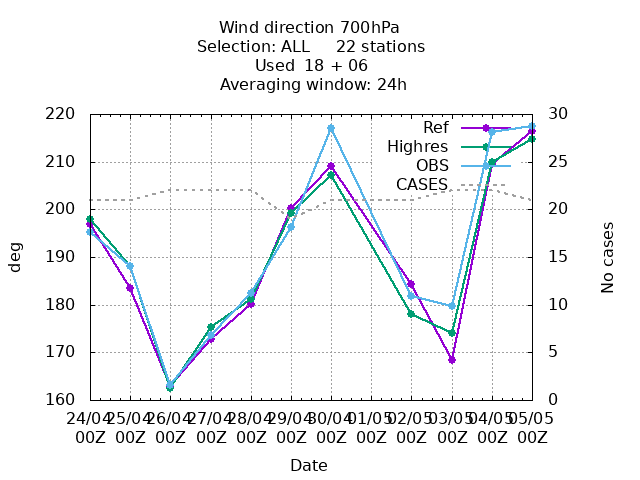 Wind direction 700hPa
Selection: ALL     22 stations
Used  18 + 06
Averaging window: 24h
220
210
200
190
180
170
160
deg
30
25
20
15
10
5
0
No cases
Ref
Highres
OBS
CASES
24/04 25/04 26/04 27/04 28/04 29/04 30/04 01/05 02/05 03/05 04/05 05/05
00Z 00Z 00Z 00Z 00Z 00Z 00Z 00Z 00Z 00Z 00Z 00Z
Date